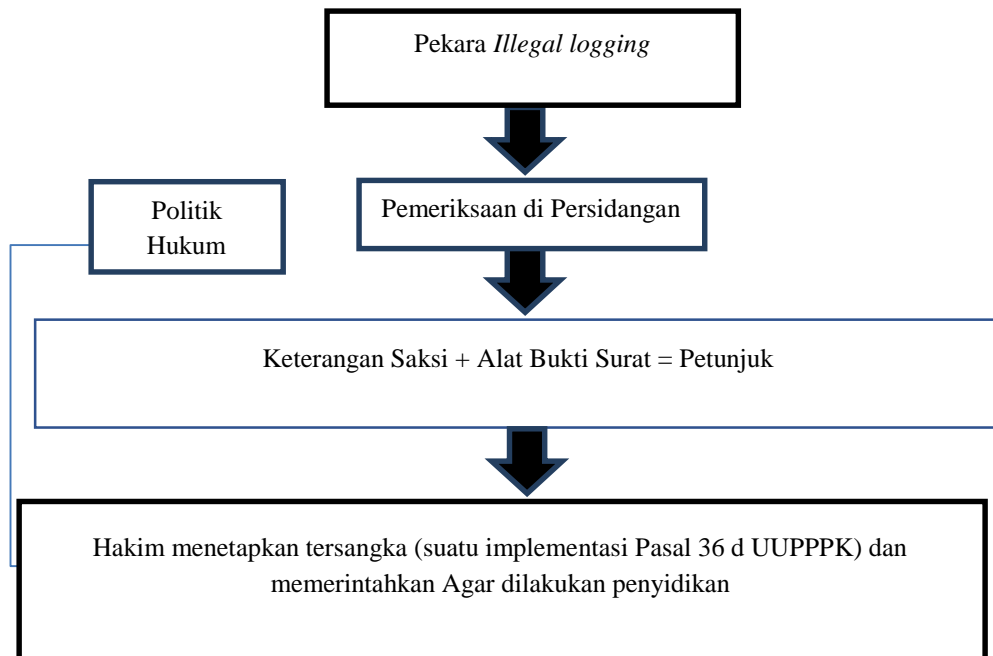 Pekara Illegal logging
Politik
Hukum
Pemeriksaan di Persidangan
Keterangan Saksi + Alat Bukti Surat = Petunjuk
Hakim menetapkan tersangka (suatu implementasi Pasal 36 d UUPPPK) dan
memerintahkan Agar dilakukan penyidikan